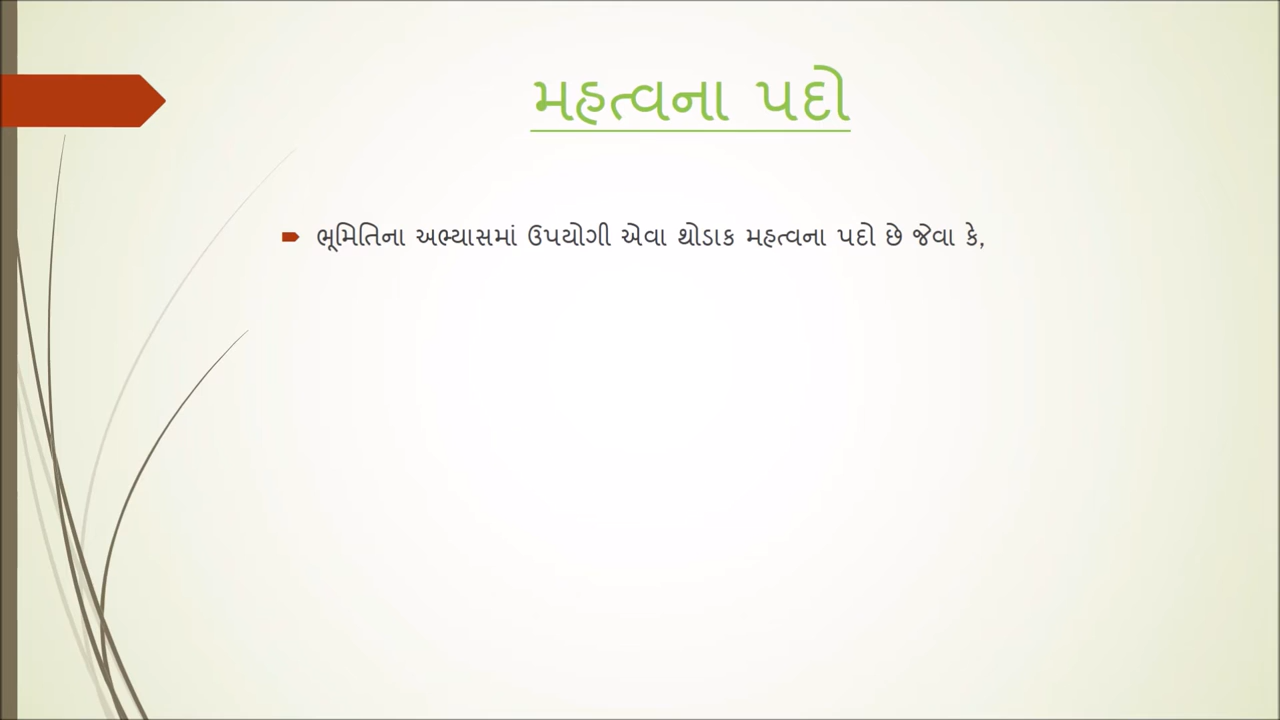 મહત્વના પદો
ભૂમિતિના અભ્યાસમાં ઉપયોગી એવા થોડાક મહત્વના પદો છે જેવા કે,